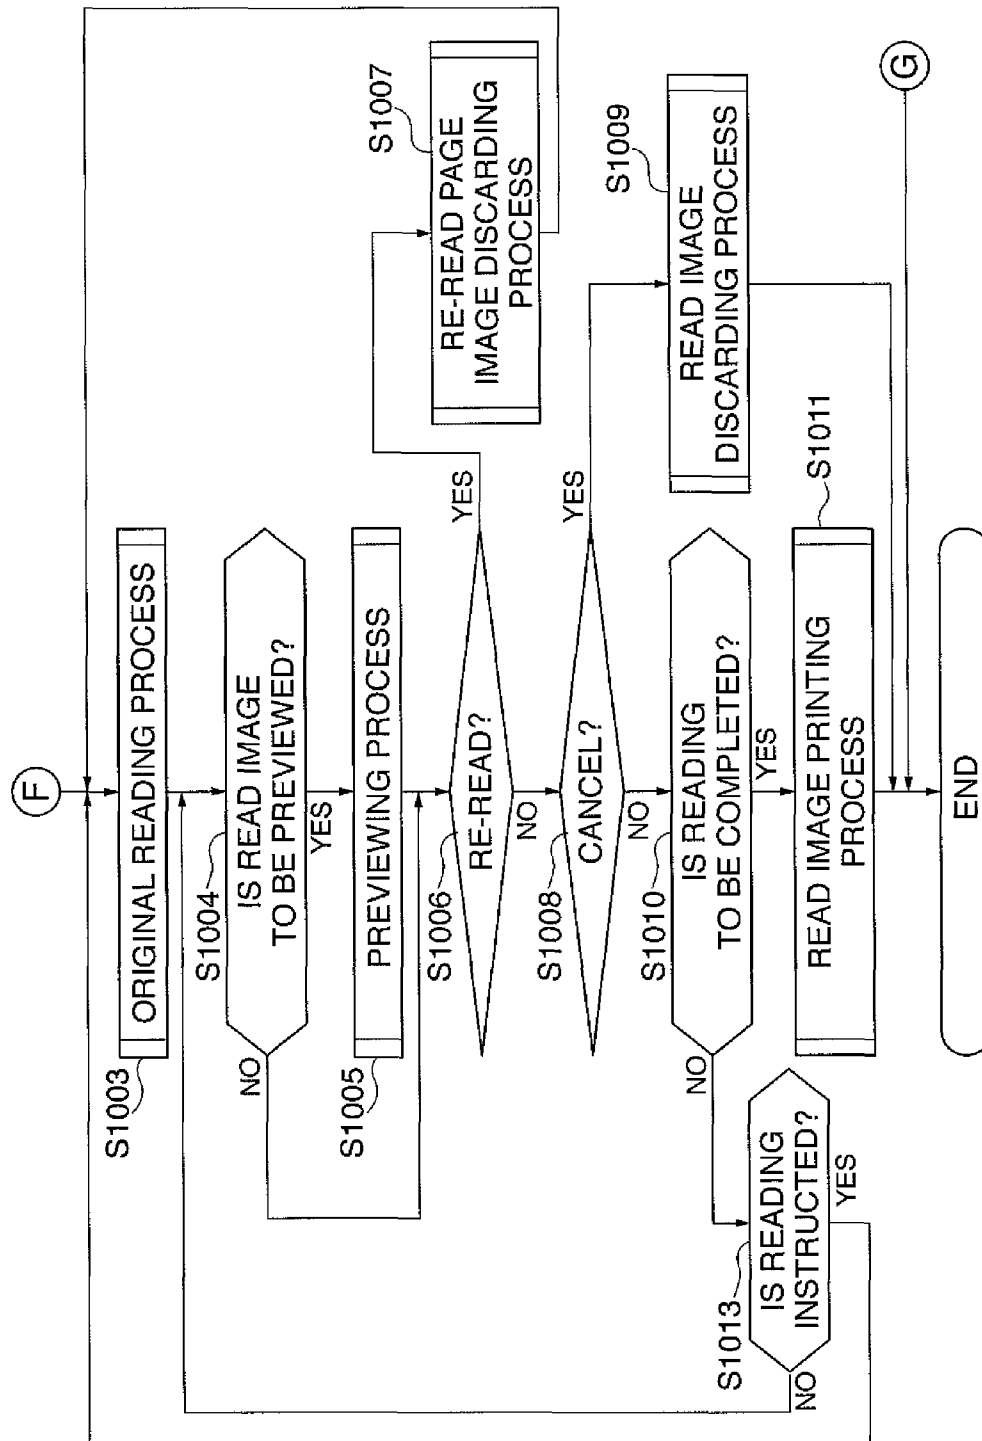 F
S1003
ORIGINAL READING PROCESS
S1004
IS READ IMAGE
TO BE PREVIEWED?
NO
YES
S1005
PREVIEWING PROCESS
S1006
RE-READ?
YES
NO
S1007
RE-READ PAGE
IMAGE DISCARDING
PROCESS
S1008
CANCEL?
YES
NO
S1009
READ IMAGE
DISCARDING PROCESS
S1010
IS READING
TO BE COMPLETED?
NO
YES
S1013
IS READING
INSTRUCTED?
NO
YES
S1011
READ IMAGE PRINTING
PROCESS
G
END